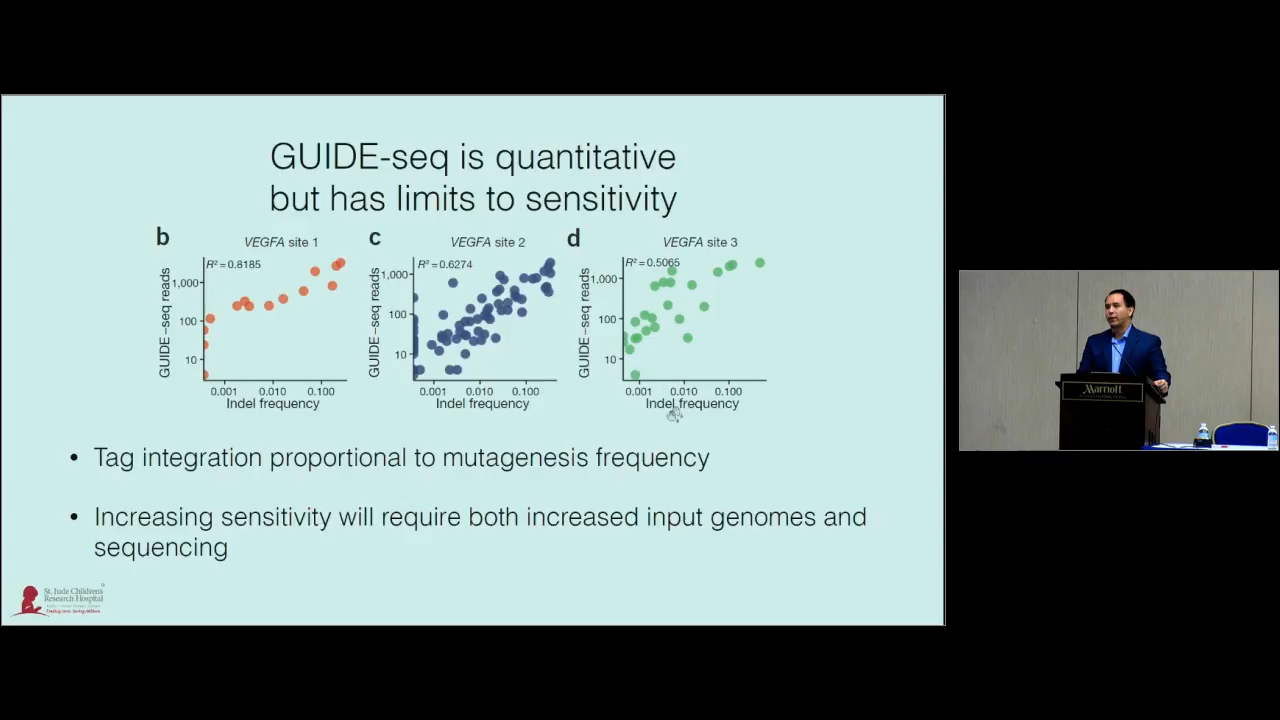 GUIDE-seq is quantitative
but has limits to sensitivity
b
VEGFA site 1
R² = 0.8185
GUIDE–seq reads
1,000
100
10
0.001 0.010 0.100
Indel frequency
c
VEGFA site 2
R² = 0.6274
GUIDE–seq reads
1,000
100
10
0.001 0.010 0.100
Indel frequency
d
VEGFA site 3
R² = 0.5065
GUIDE–seq reads
1,000
100
10
0.001 0.010 0.100
Indel frequency
• Tag integration proportional to mutagenesis frequency
• Increasing sensitivity will require both increased input genomes and
sequencing
St. Jude Children's
Research Hospital
Marriott